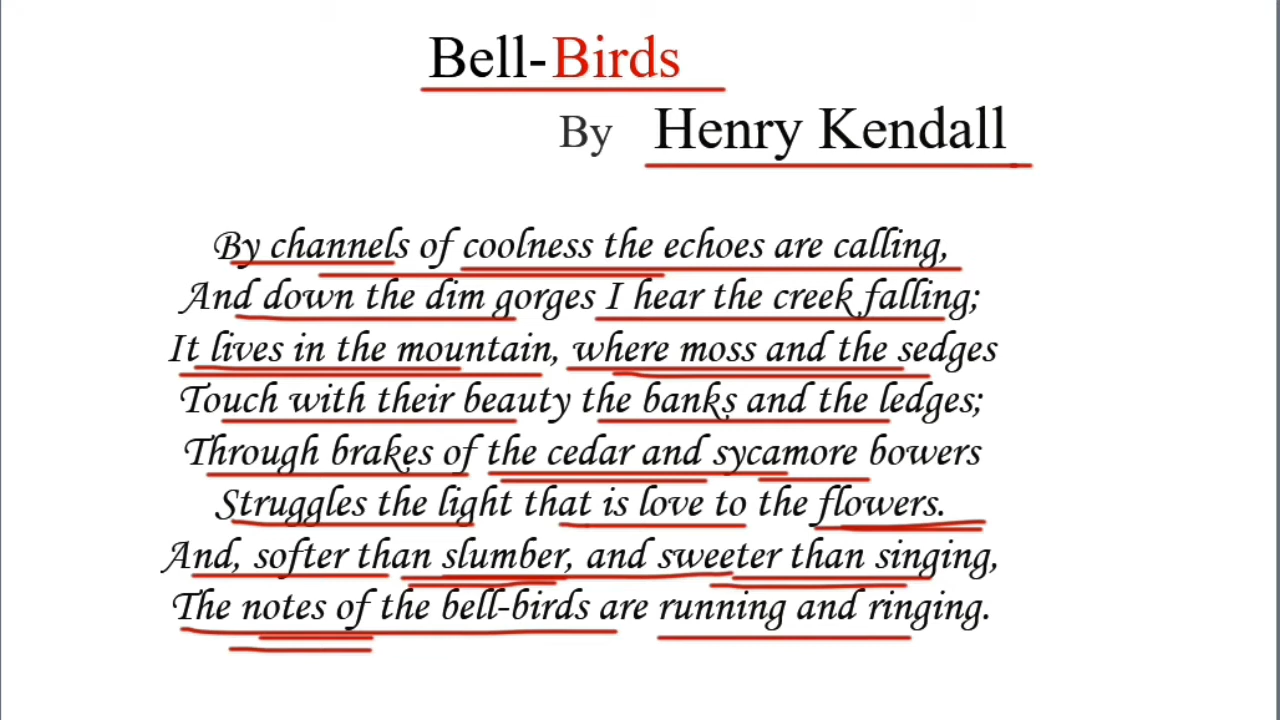 Bell-Birds
By Henry Kendall
By channels of coolness the echoes are calling,
And down the dim gorges I hear the creek falling;
It lives in the mountain, where moss and the sedges
Touch with their beauty the banks and the ledges;
Through brakes of the cedar and sycamore bowers
Struggles the light that is love to the flowers.
And, softer than slumber, and sweeter than singing,
The notes of the bell-birds are running and ringing.